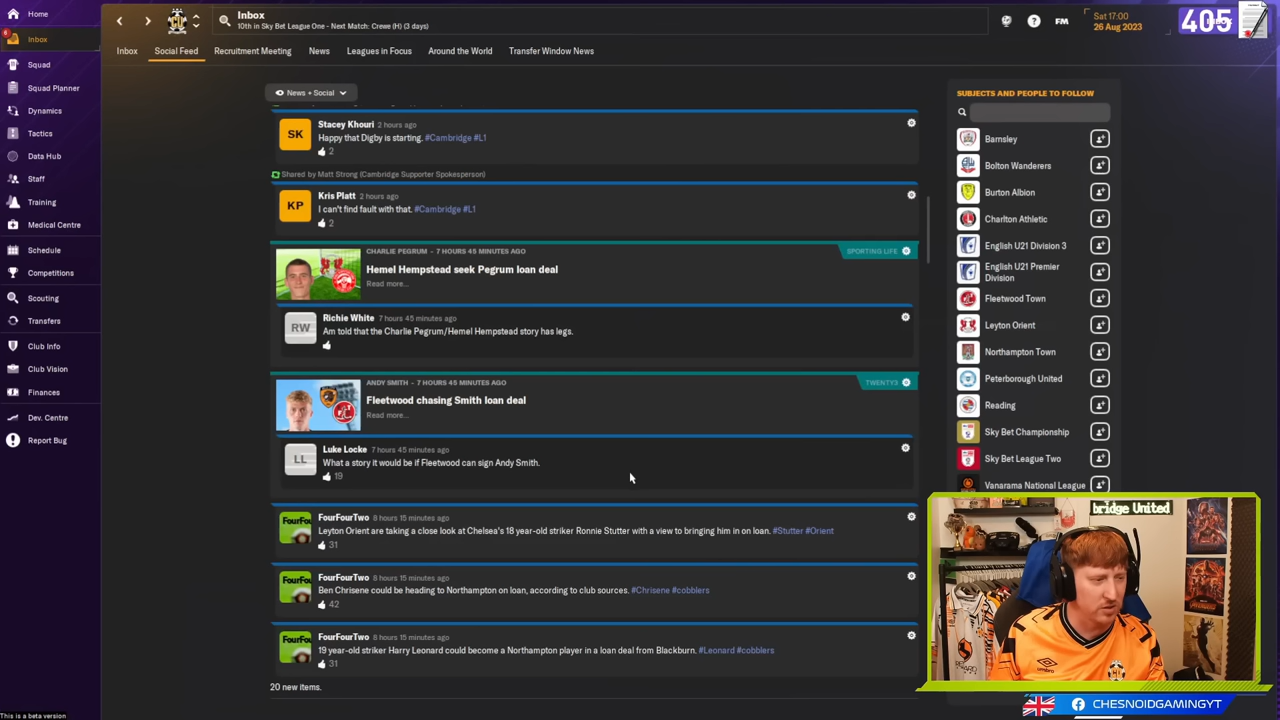 Home
Inbox
10th in Sky Bet League One - Next Match: Crewe (H) (3 days)
FM
Sat 17:00
26 Aug 2023
405
6
Inbox
Inbox
Social Feed
Recruitment Meeting
News
Leagues in Focus
Around the World
Transfer Window News
Squad
Squad Planner
Dynamics
Tactics
Data Hub
Staff
Training
Medical Centre
Schedule
Competitions
Scouting
Transfers
Club Info
Club Vision
Finances
Dev. Centre
Report Bug
This is a beta version
News + Social
SK
Stacey Khouri 2 hours ago
Happy that Digby is starting. #Cambridge #L1
2
Shared by Matt Strong (Cambridge Supporter Spokesperson)
KP
Kris Platt 2 hours ago
I can't find fault with that. #Cambridge #L1
2
CHARLIE PEGRUM - 7 HOURS 45 MINUTES AGO
SPORTING LIFE
Hemel Hempstead seek Pegrum loan deal
Read more...
RW
Richie White 7 hours 45 minutes ago
Am told that the Charlie Pegrum/Hemel Hempstead story has legs.
ANDY SMITH - 7 HOURS 45 MINUTES AGO
TWENTY3
Fleetwood chasing Smith loan deal
Read more...
LL
Luke Locke 7 hours 45 minutes ago
What a story it would be if Fleetwood can sign Andy Smith.
19
FourFourTwo 8 hours 15 minutes ago
Leyton Orient are taking a close look at Chelsea's 18 year-old striker Ronnie Stutter with a view to bringing him in on loan. #Stutter #Orient
31
FourFourTwo 8 hours 15 minutes ago
Ben Chrisene could be heading to Northampton on loan, according to club sources. #Chrisene #cobblers
42
FourFourTwo 8 hours 15 minutes ago
19 year-old striker Harry Leonard could become a Northampton player in a loan deal from Blackburn. #Leonard #cobblers
31
20 new items.
SUBJECTS AND PEOPLE TO FOLLOW
Barnsley
Bolton Wanderers
Burton Albion
Charlton Athletic
English U21 Division 3
English U21 Premier
Division
Fleetwood Town
Leyton Orient
Northampton Town
Peterborough United
Reading
Sky Bet Championship
Sky Bet League Two
Vanarama National League
bridge United
umbro
CHESNOIDGAMINGYT